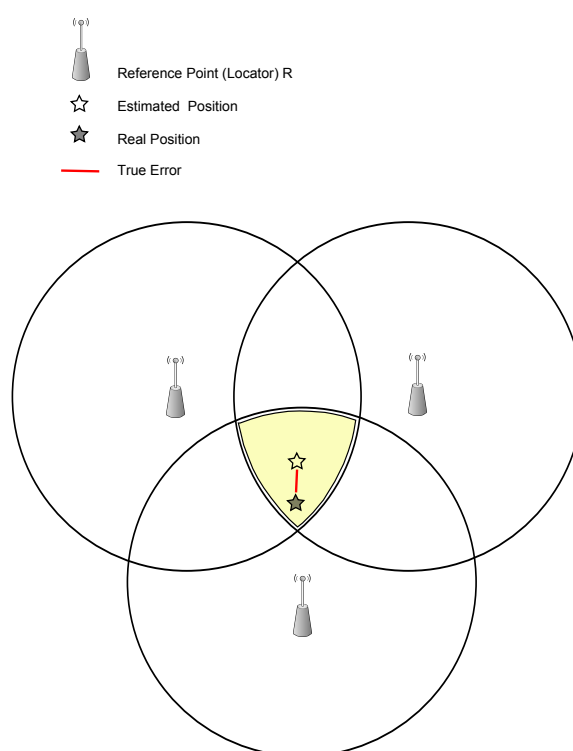 Reference Point (Locator) R
Estimated Position
Real Position
True Error